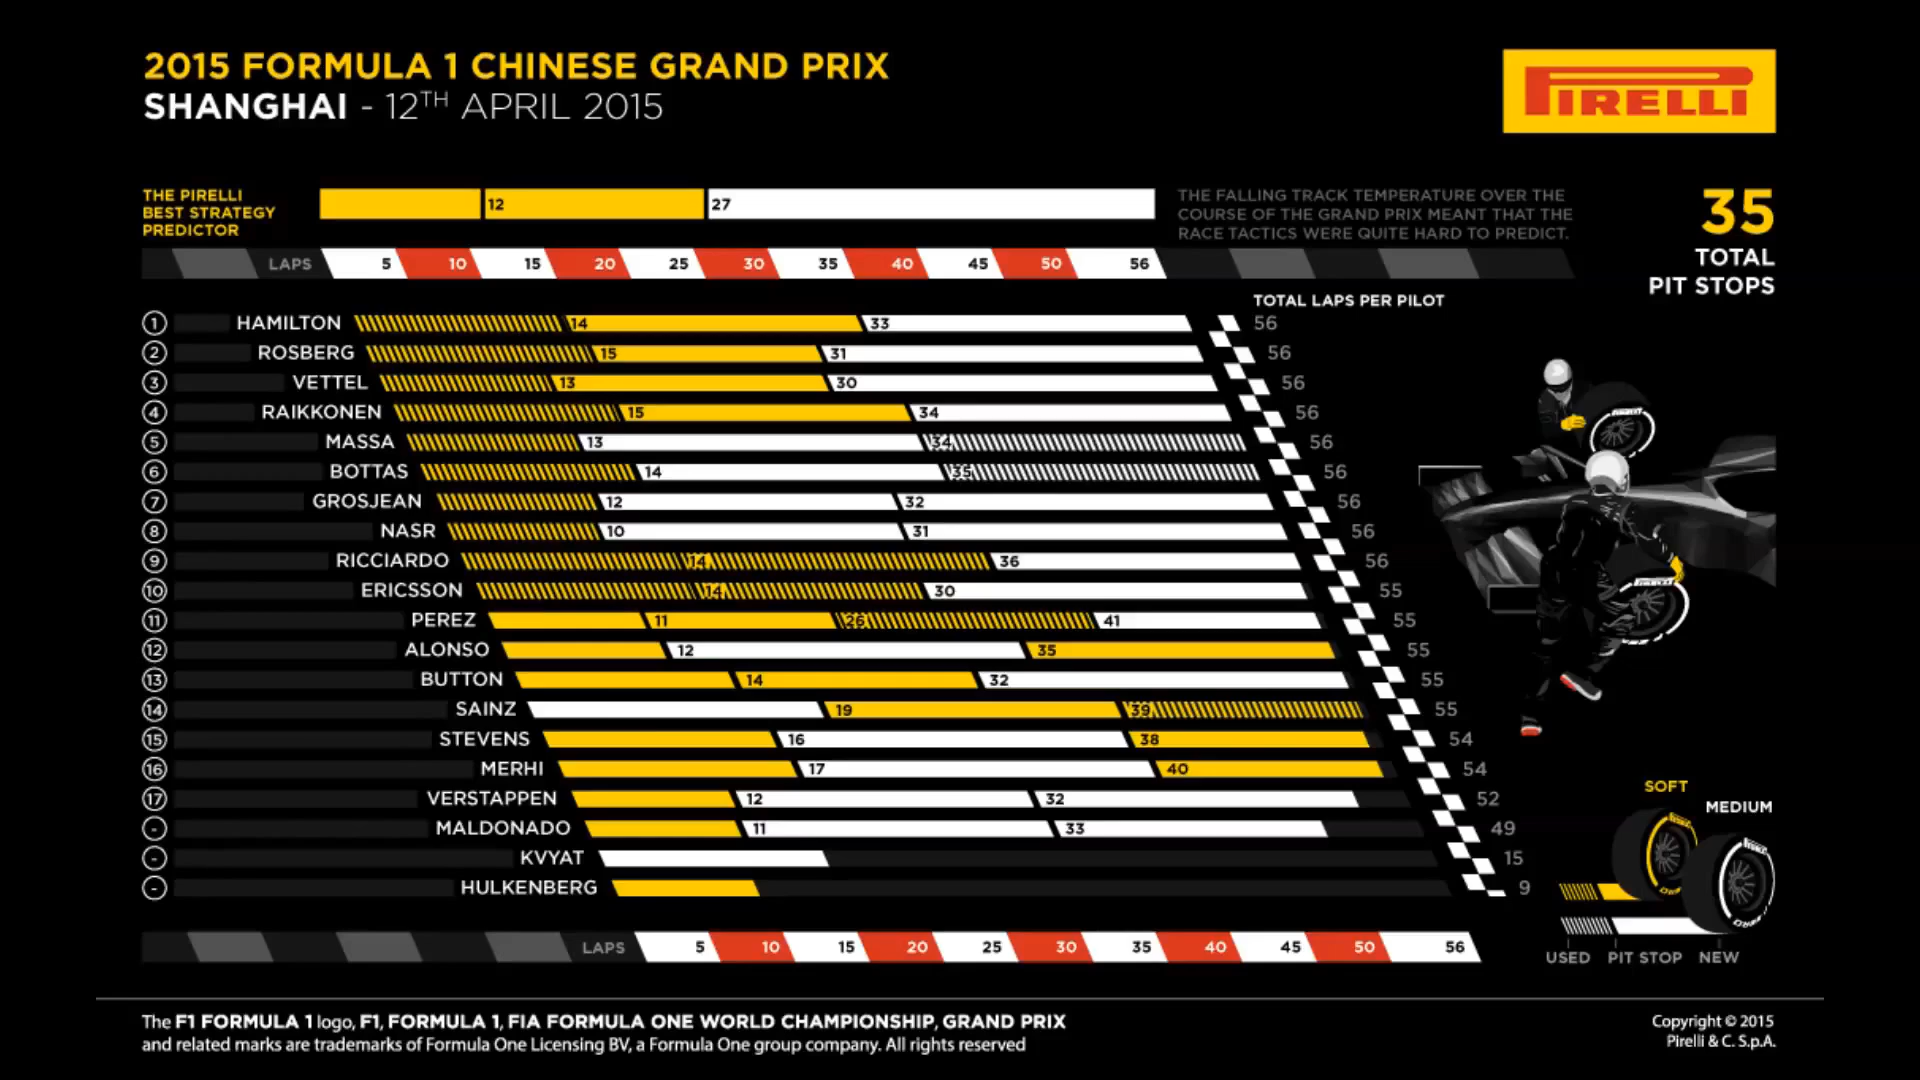 2015 FORMULA 1 CHINESE GRAND PRIX
SHANGHAI - 12TH APRIL 2015
PIRELLI
THE PIRELLI
BEST STRATEGY
PREDICTOR
12 27
THE FALLING TRACK TEMPERATURE OVER THE
COURSE OF THE GRAND PRIX MEANT THAT THE
RACE TACTICS WERE QUITE HARD TO PREDICT.
35
TOTAL
PIT STOPS
LAPS 5 10 15 20 25 30 35 40 45 50 56
TOTAL LAPS PER PILOT
1 HAMILTON 14 33 56
2 ROSBERG 15 31 56
3 VETTEL 13 30 56
4 RAIKKONEN 15 34 56
5 MASSA 13 34 56
6 BOTTAS 14 35 56
7 GROSJEAN 12 32 56
8 NASR 10 31 56
9 RICCIARDO 14 36 56
10 ERICSSON 14 30 55
11 PEREZ 11 26 41 55
12 ALONSO 12 35 55
13 BUTTON 14 32 55
14 SAINZ 19 39 55
15 STEVENS 16 38 54
16 MERHI 17 40 54
17 VERSTAPPEN 12 32 52
- MALDONADO 11 33 49
- KVYAT 15
- HULKENBERG 9
SOFT
MEDIUM
USED PIT STOP NEW
LAPS 5 10 15 20 25 30 35 40 45 50 56
The F1 FORMULA 1 logo, F1, FORMULA 1, FIA FORMULA ONE WORLD CHAMPIONSHIP, GRAND PRIX
and related marks are trademarks of Formula One Licensing BV, a Formula One group company. All rights reserved
Copyright © 2015
Pirelli & C. S.p.A.